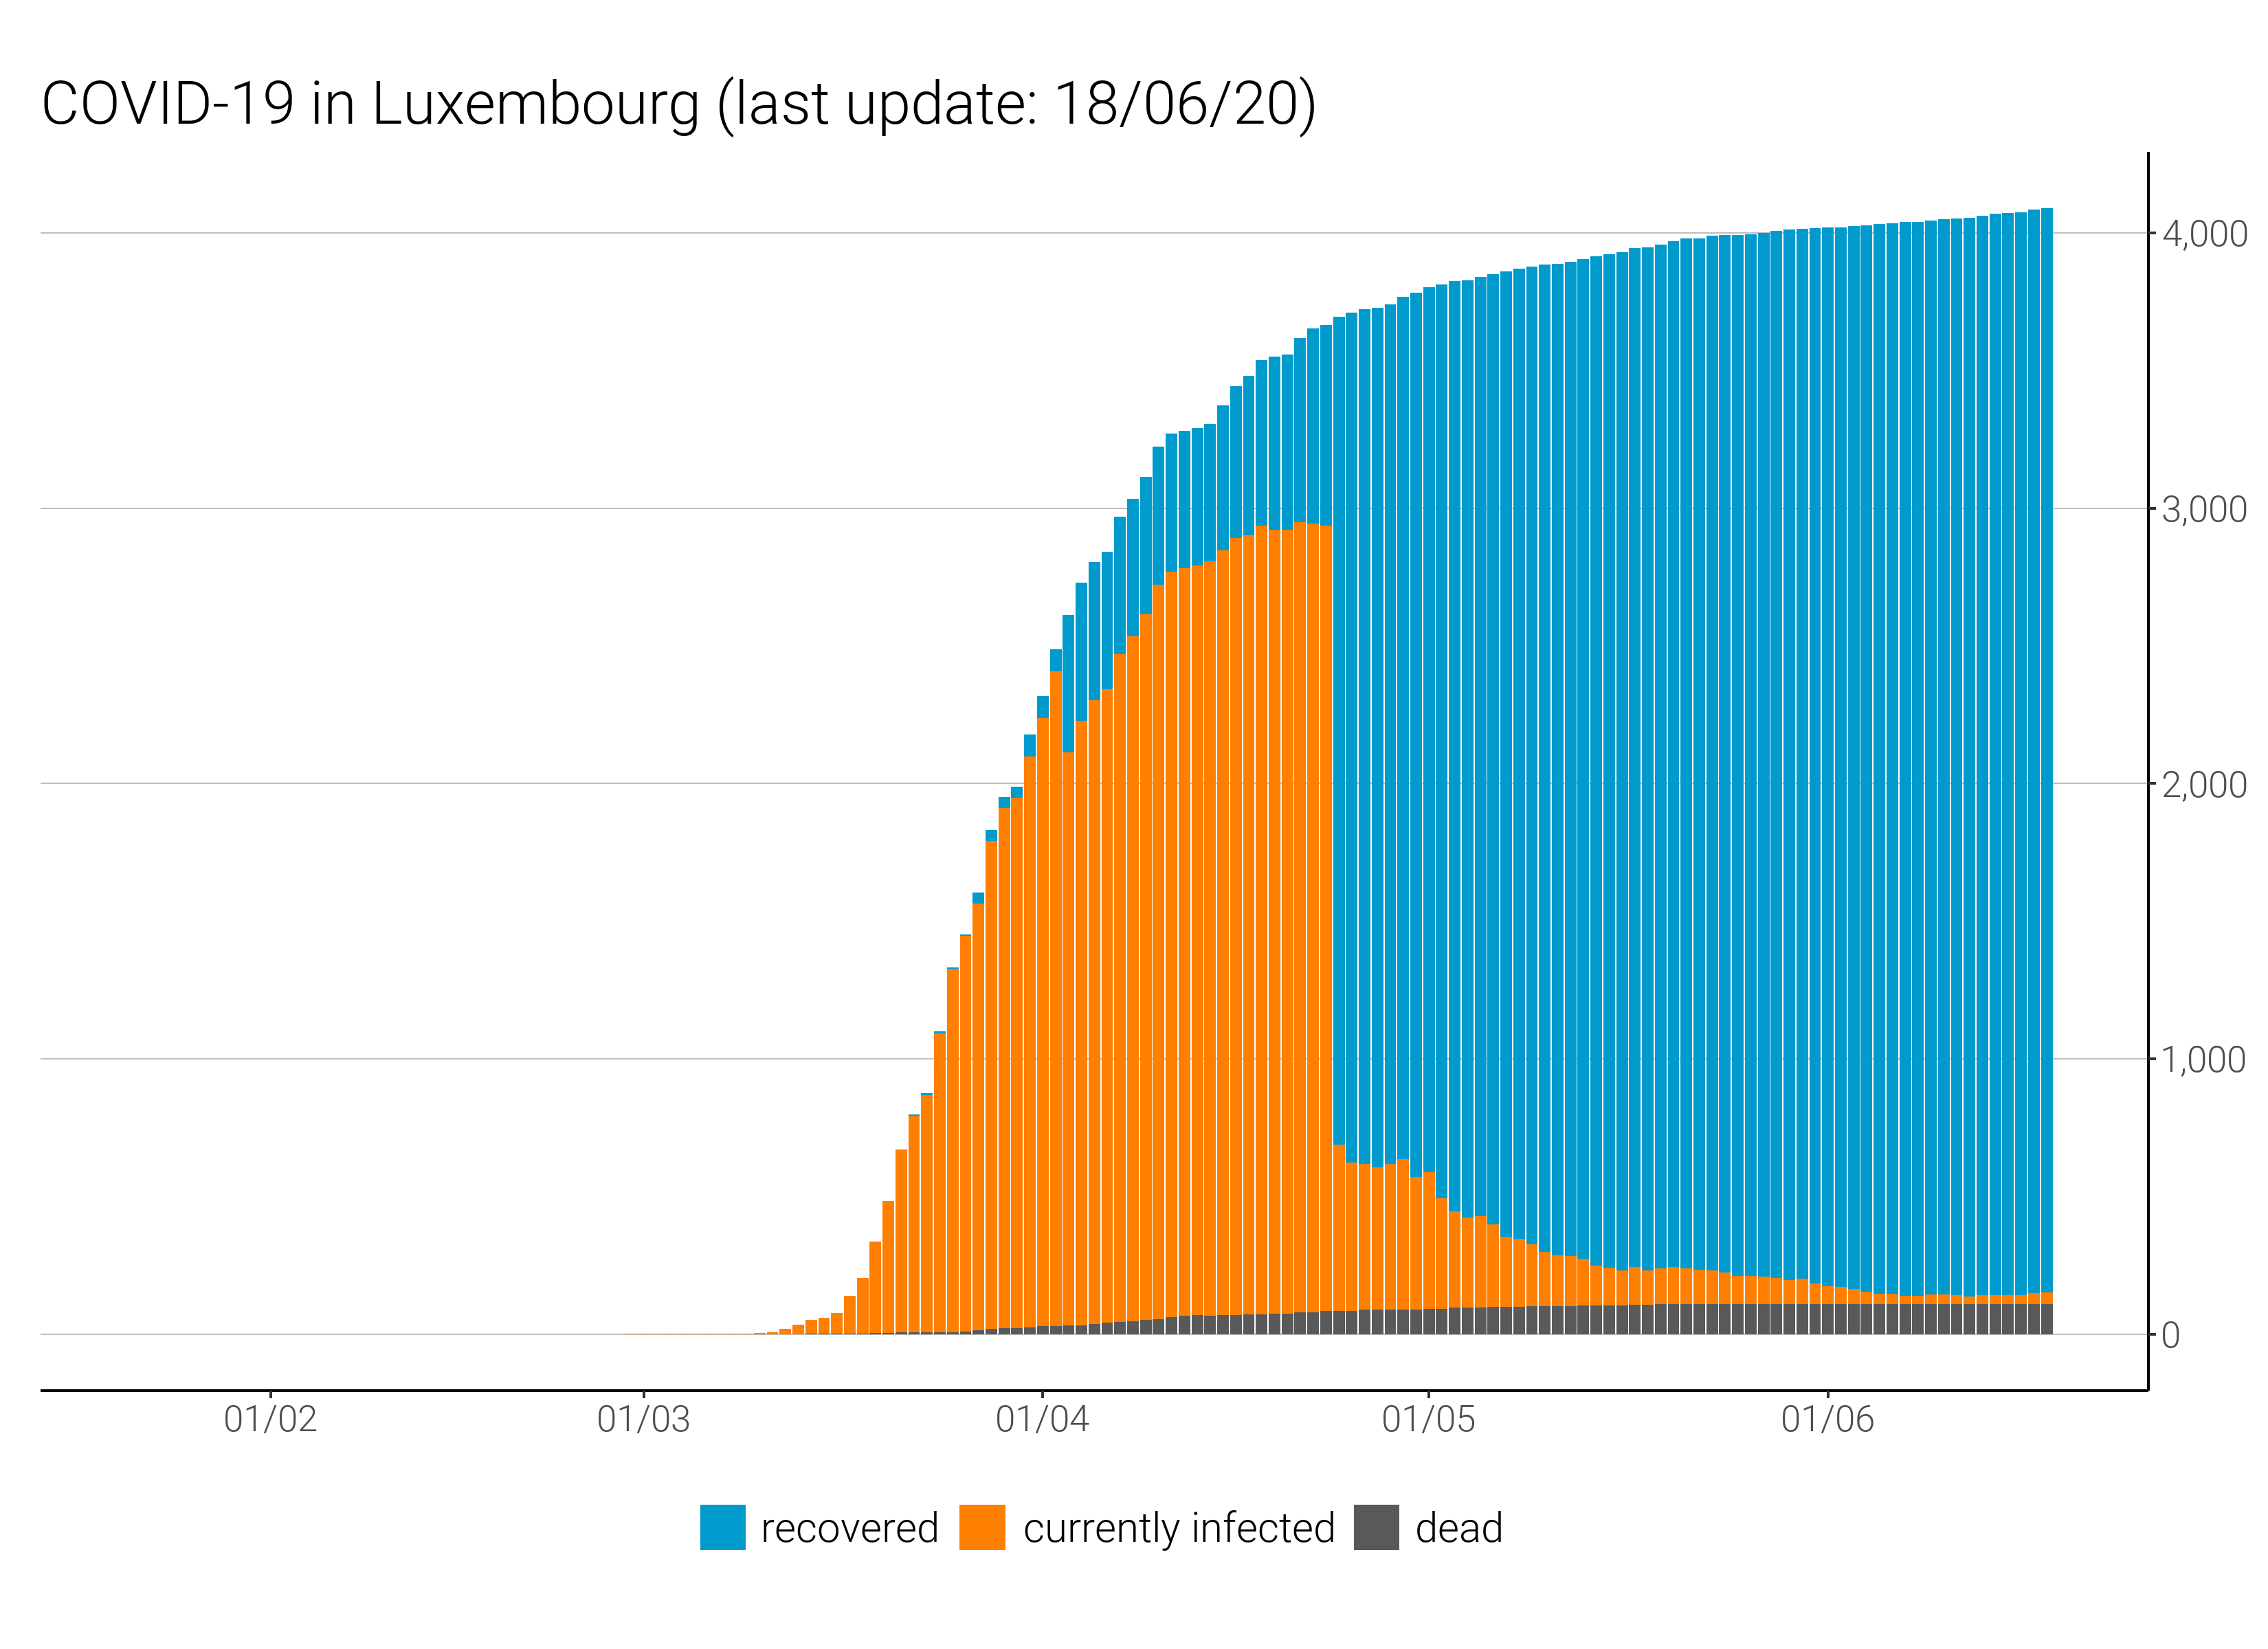 COVID-19 in Luxembourg (last update: 18/06/20)
4,000
3,000
2,000
1,000
0
01/02 01/03 01/04 01/05 01/06
recovered currently infected dead